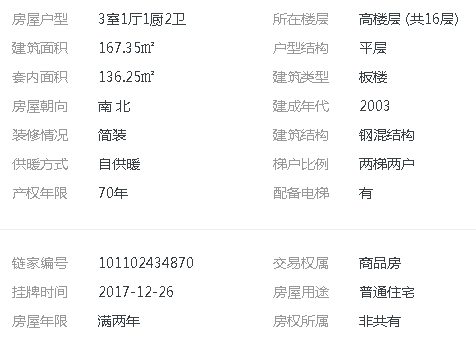 房屋户型 3室1厅1厨2卫 所在楼层 高楼层 (共16层)
建筑面积 167.35㎡ 户型结构 平层
套内面积 136.25㎡ 建筑类型 板楼
房屋朝向 南 北 建成年代 2003
装修情况 简装 建筑结构 钢混结构
供暖方式 自供暖 梯户比例 两梯两户
产权年限 70年 配备电梯 有
链家编号 101102434870 交易权属 商品房
挂牌时间 2017-12-26 房屋用途 普通住宅
房屋年限 满两年 房权所属 非共有